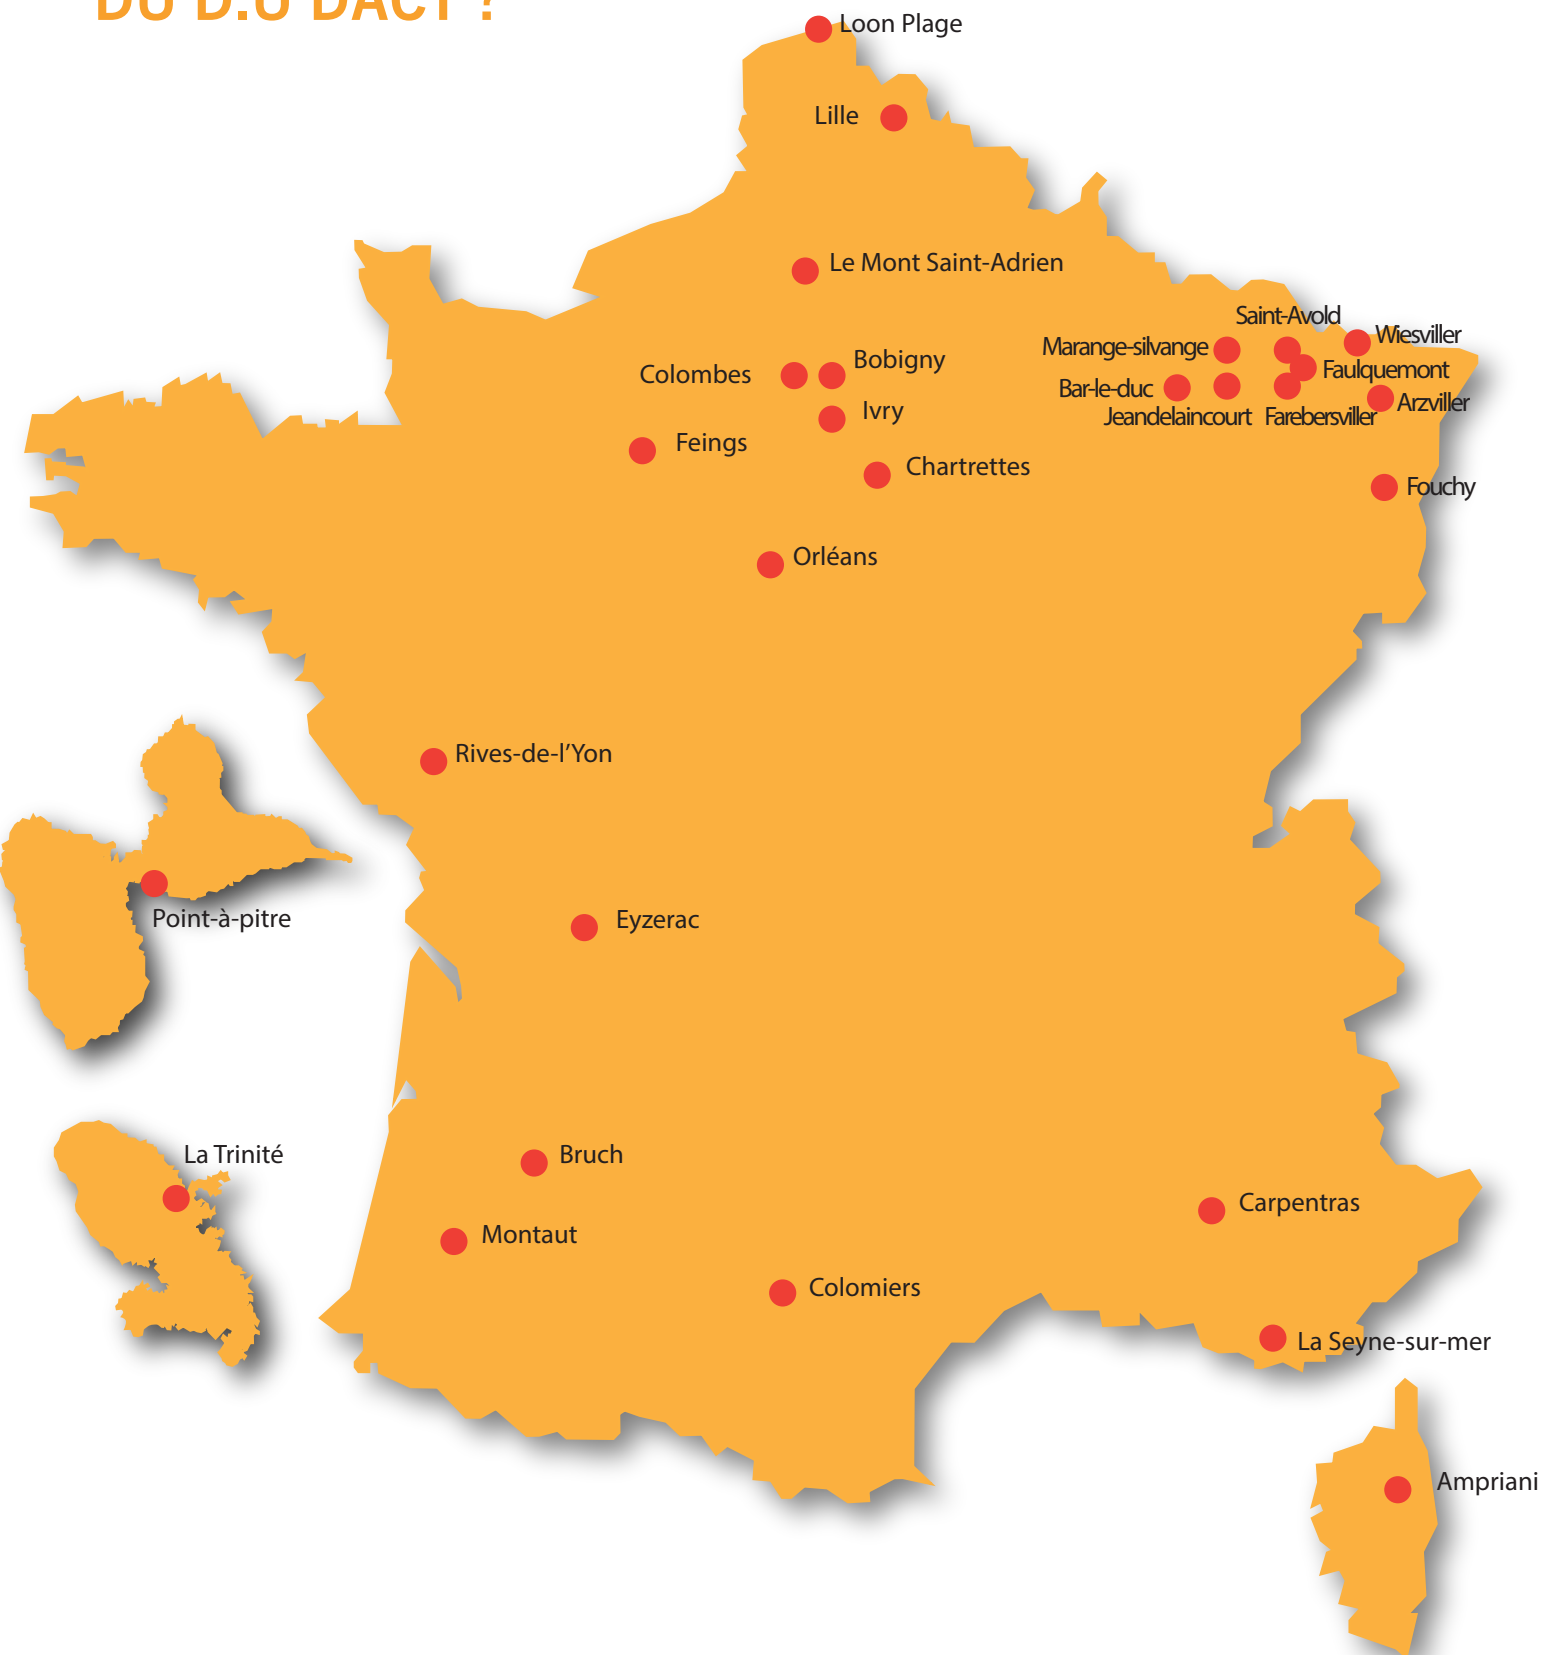 DU D.U DACT ?
Loon Plage
Lille
Le Mont Saint-Adrien
Saint-Avold
Wiesviller
Marange-silvange
Bobigny
Colombes
Faulquemont
Bar-le-duc
Arzviller
Ivry
Jeandelaincourt
Farebersviller
Feings
Chartrettes
Fouchy
Orléans
Rives-de-l'Yon
Point-à-pitre
Eyzerac
La Trinité
Bruch
Carpentras
Montaut
Colomiers
La Seyne-sur-mer
Ampriani